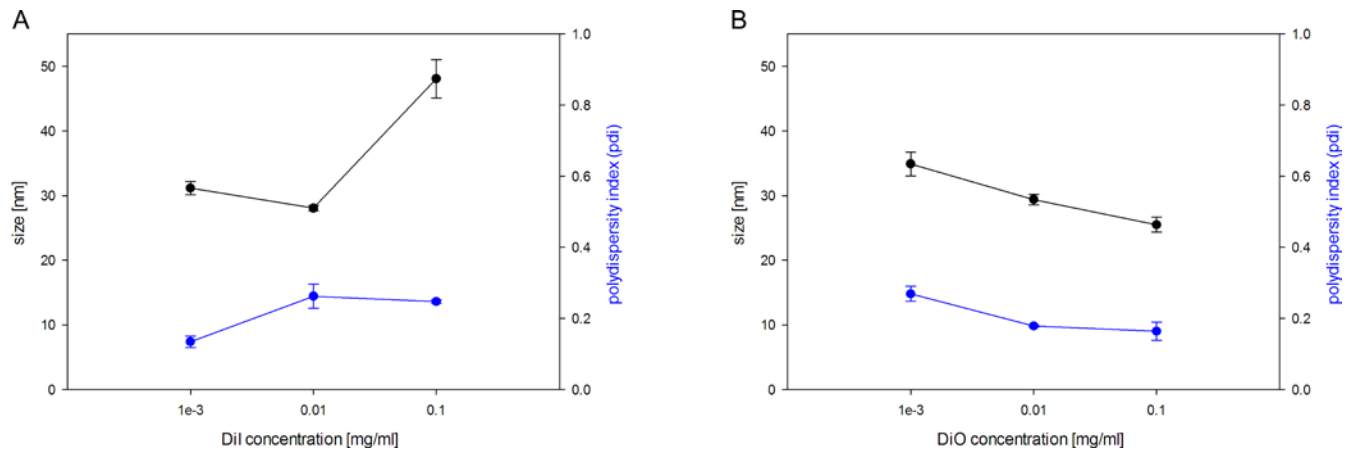 A
50
40
30
20
10
0
size [nm]
1.0
0.8
0.6
0.4
0.2
0.0
polydispersity index (pdi)
1e-3
0.01
0.1
DiI concentration [mg/ml]
B
50
40
30
20
10
0
size [nm]
1.0
0.8
0.6
0.4
0.2
0.0
polydispersity index (pdi)
1e-3
0.01
0.1
DiO concentration [mg/ml]